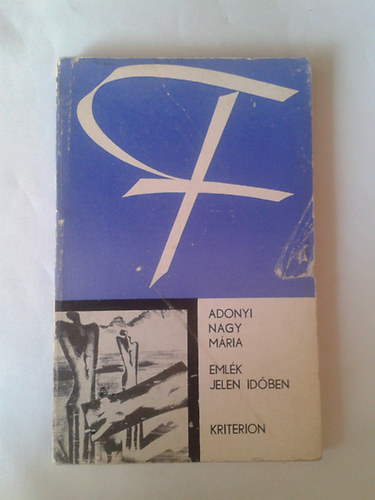 F
ADONYI
NAGY
MÁRIA
EMLÉK
JELEN IDŐBEN
KRITERION